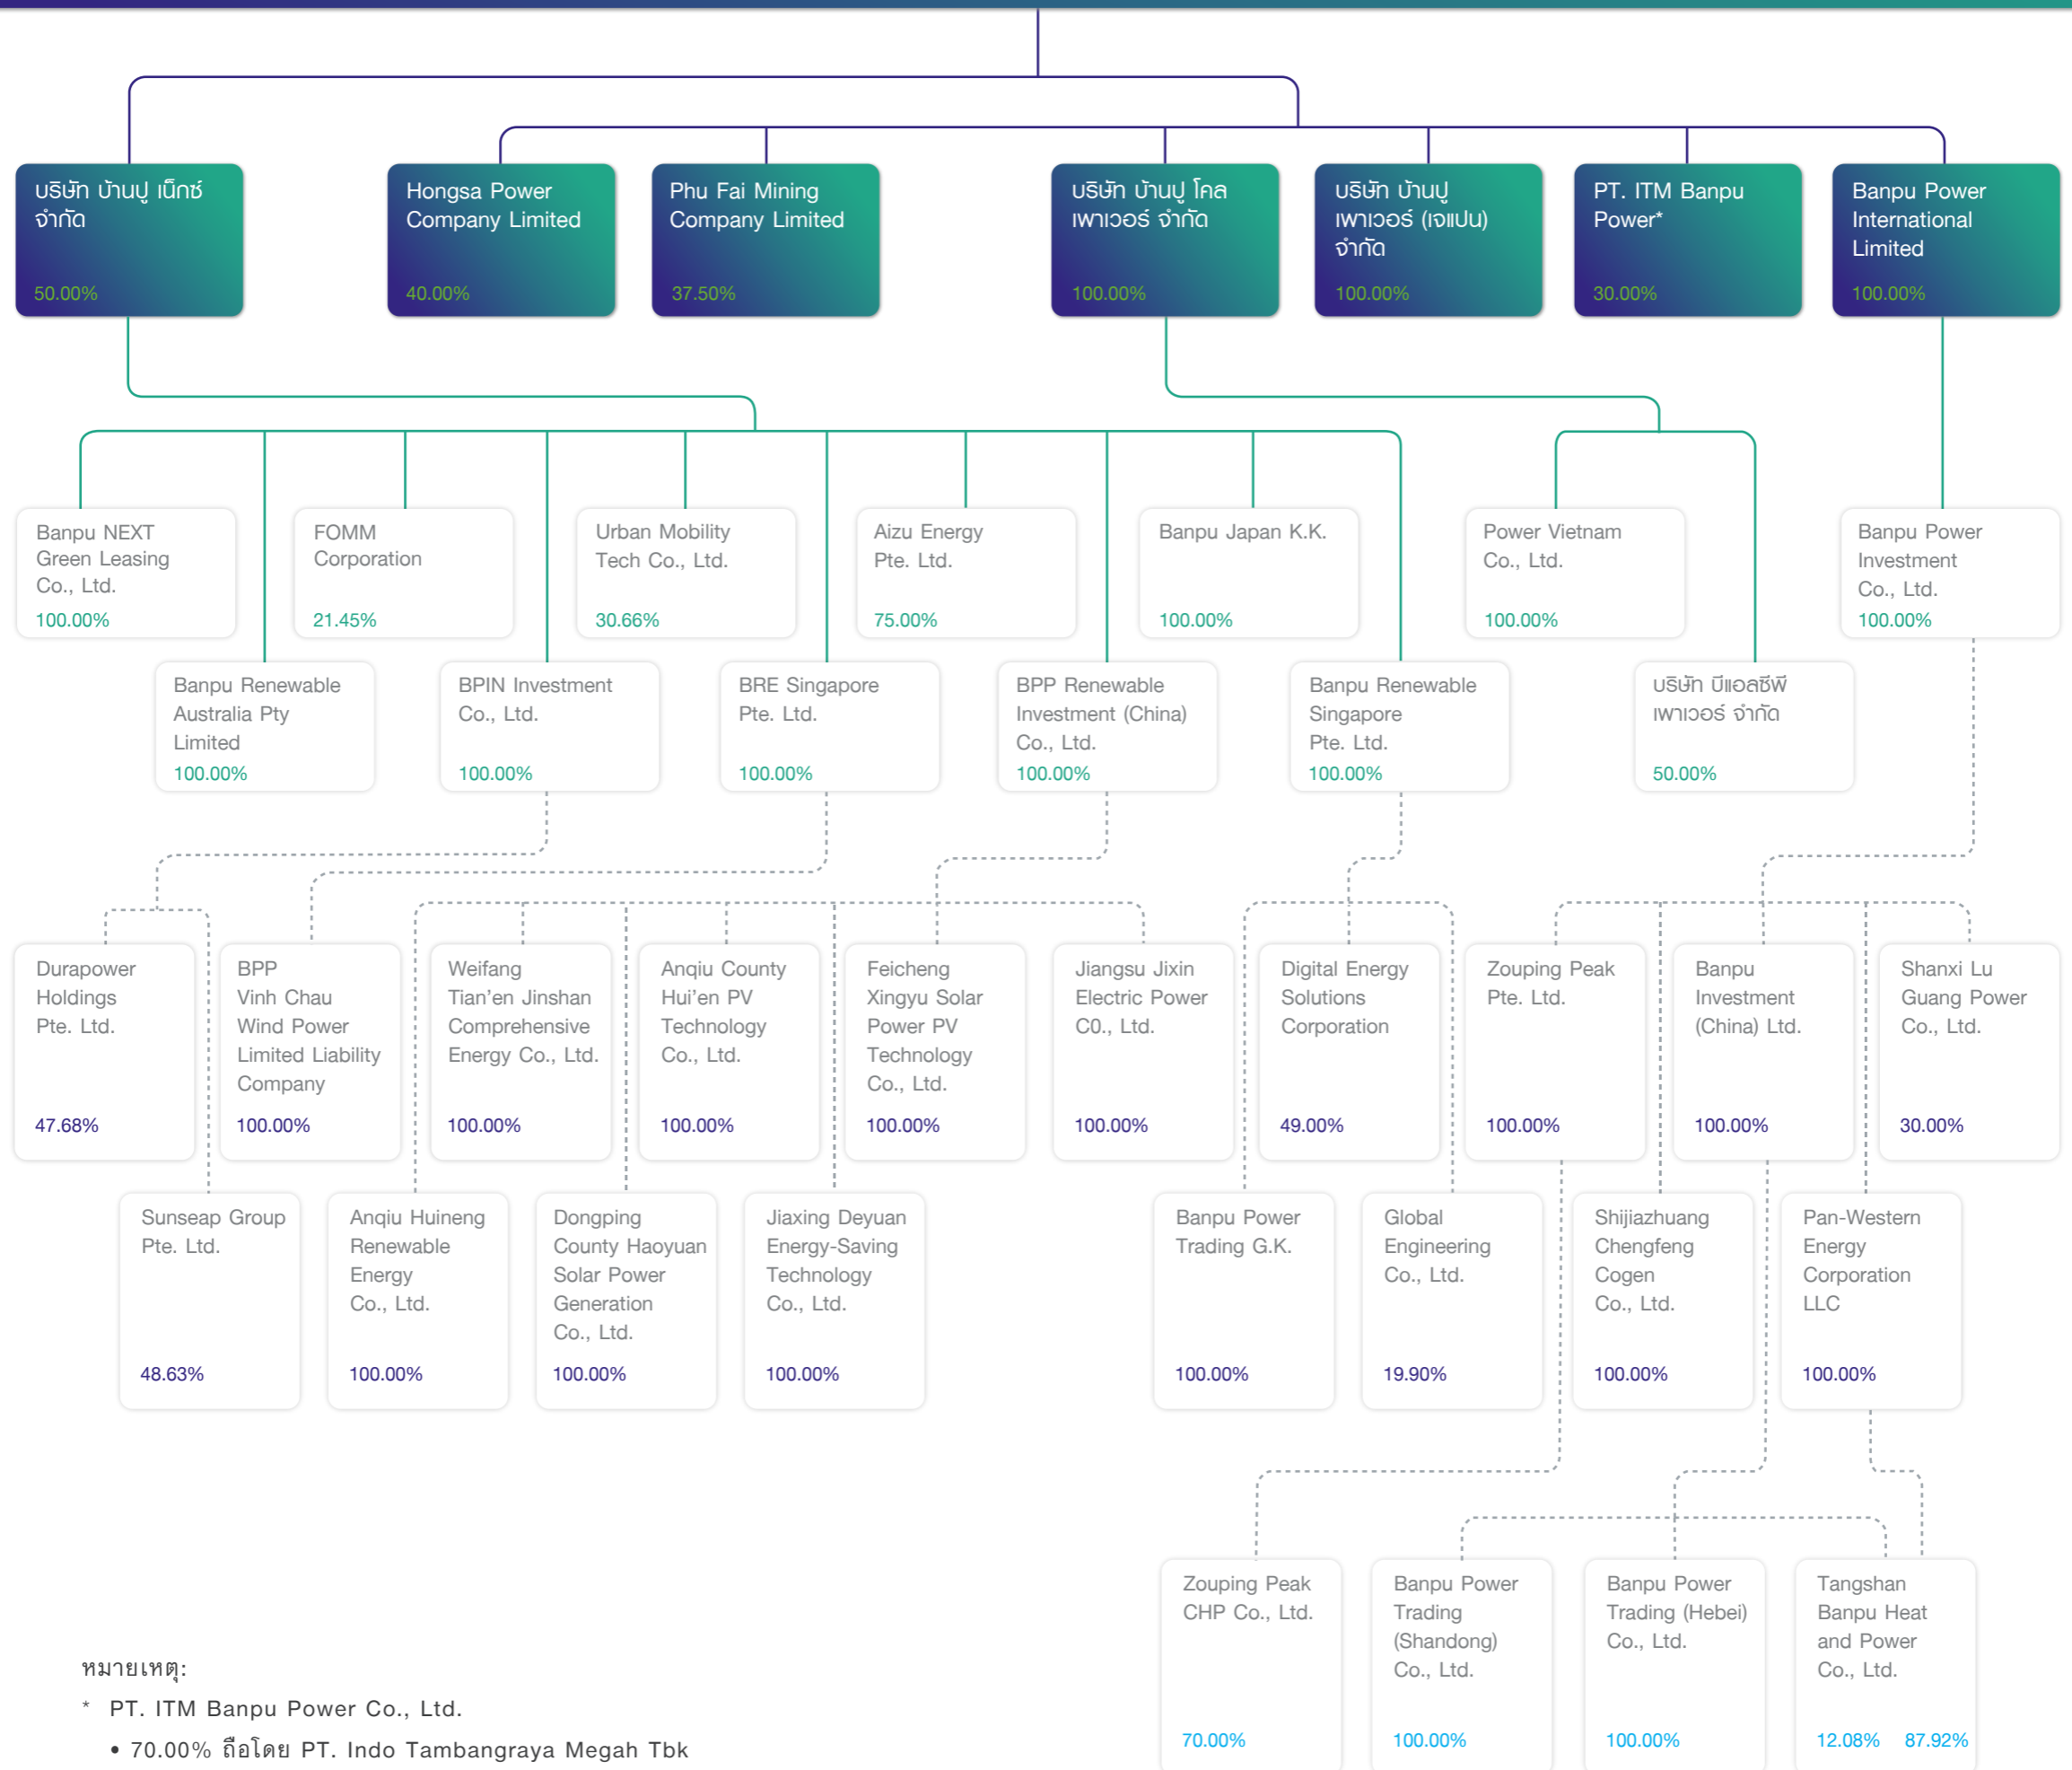 บริษัท บ้านปู เน็กซ์
จำกัด
50.00%
Hongsa Power
Company Limited
40.00%
Phu Fai Mining
Company Limited
37.50%
บริษัท บ้านปู โคล
เพาเวอร์ จำกัด
100.00%
บริษัท บ้านปู
เพาเวอร์ (เจแปน)
จำกัด
100.00%
PT. ITM Banpu
Power*
30.00%
Banpu Power
International
Limited
100.00%
Banpu NEXT
Green Leasing
Co., Ltd.
100.00%
FOMM
Corporation
21.45%
Urban Mobility
Tech Co., Ltd.
30.66%
Aizu Energy
Pte. Ltd.
75.00%
Banpu Japan K.K.
100.00%
Power Vietnam
Co., Ltd.
100.00%
Banpu Power
Investment
Co., Ltd.
100.00%
Banpu Renewable
Australia Pty
Limited
100.00%
BPIN Investment
Co., Ltd.
100.00%
BRE Singapore
Pte. Ltd.
100.00%
BPP Renewable
Investment (China)
Co., Ltd.
100.00%
Banpu Renewable
Singapore
Pte. Ltd.
100.00%
บริษัท บีแอลซีพี
เพาเวอร์ จำกัด
50.00%
Durapower
Holdings
Pte. Ltd.
47.68%
BPP
Vinh Chau
Wind Power
Limited Liability
Company
100.00%
Weifang
Tian'en Jinshan
Comprehensive
Energy Co., Ltd.
100.00%
Anqiu County
Hui'en PV
Technology
Co., Ltd.
100.00%
Feicheng
Xingyu Solar
Power PV
Technology
Co., Ltd.
100.00%
Jiangsu Jixin
Electric Power
C0., Ltd.
100.00%
Digital Energy
Solutions
Corporation
49.00%
Zouping Peak
Pte. Ltd.
100.00%
Banpu
Investment
(China) Ltd.
100.00%
Shanxi Lu
Guang Power
Co., Ltd.
30.00%
Sunseap Group
Pte. Ltd.
48.63%
Anqiu Huineng
Renewable
Energy
Co., Ltd.
100.00%
Dongping
County Haoyuan
Solar Power
Generation
Co., Ltd.
100.00%
Jiaxing Deyuan
Energy-Saving
Technology
Co., Ltd.
100.00%
Banpu Power
Trading G.K.
100.00%
Global
Engineering
Co., Ltd.
19.90%
Shijiazhuang
Chengfeng
Cogen
Co., Ltd.
100.00%
Pan-Western
Energy
Corporation
LLC
100.00%
Zouping Peak
CHP Co., Ltd.
70.00%
Banpu Power
Trading
(Shandong)
Co., Ltd.
100.00%
Banpu Power
Trading (Hebei)
Co., Ltd.
100.00%
Tangshan
Banpu Heat
and Power
Co., Ltd.
12.08% 87.92%
หมายเหตุ:
* PT. ITM Banpu Power Co., Ltd.
• 70.00% ถือโดย PT. Indo Tambangraya Megah Tbk